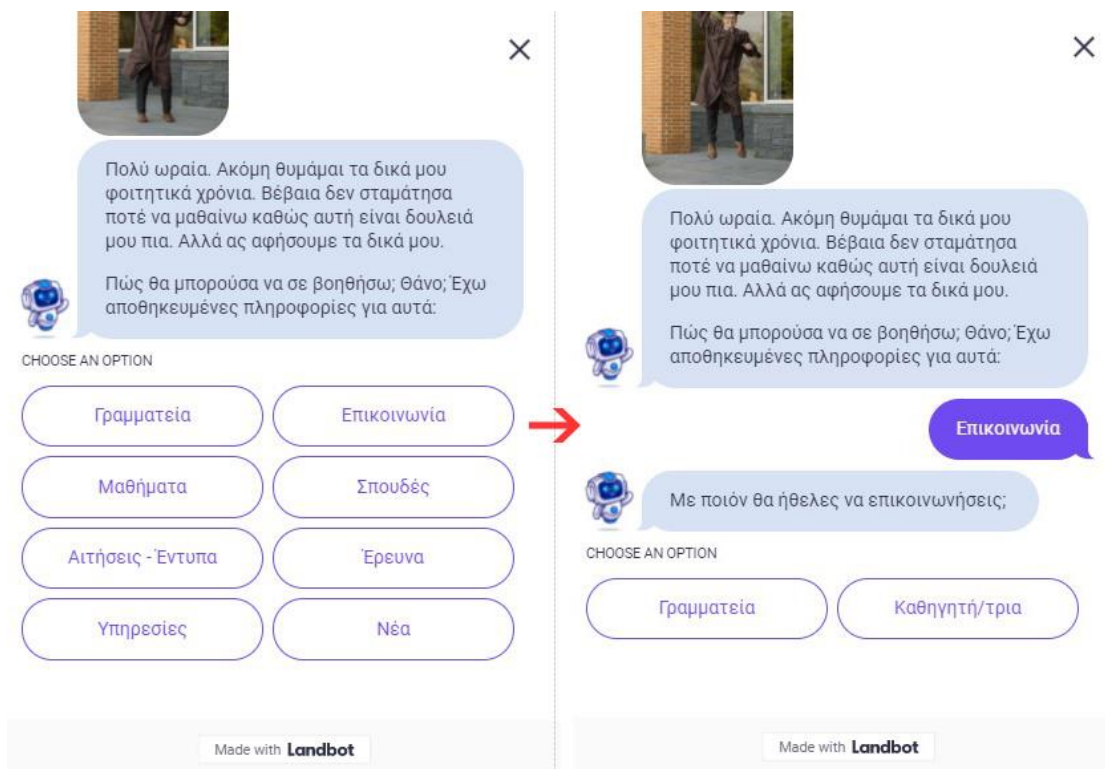 Πολύ ωραία. Ακόμη θυμάμαι τα δικά μου
φοιτητικά χρόνια. Βέβαια δεν σταμάτησα
ποτέ να μαθαίνω καθώς αυτή είναι δουλειά
μου πια. Αλλά ας αφήσουμε τα δικά μου.
Πώς θα μπορούσα να σε βοηθήσω; Θάνο; Έχω
αποθηκευμένες πληροφορίες για αυτά:
CHOOSE AN OPTION
Γραμματεία
Επικοινωνία
Μαθήματα
Σπουδές
Αιτήσεις - Έντυπα
Έρευνα
Υπηρεσίες
Νέα
Made with Landbot
Πολύ ωραία. Ακόμη θυμάμαι τα δικά μου
φοιτητικά χρόνια. Βέβαια δεν σταμάτησα
ποτέ να μαθαίνω καθώς αυτή είναι δουλειά
μου πια. Αλλά ας αφήσουμε τα δικά μου.
Πώς θα μπορούσα να σε βοηθήσω; Θάνο; Έχω
αποθηκευμένες πληροφορίες για αυτά:
Επικοινωνία
Με ποιόν θα ήθελες να επικοινωνήσεις;
CHOOSE AN OPTION
Γραμματεία
Καθηγητή/τρια
Made with Landbot